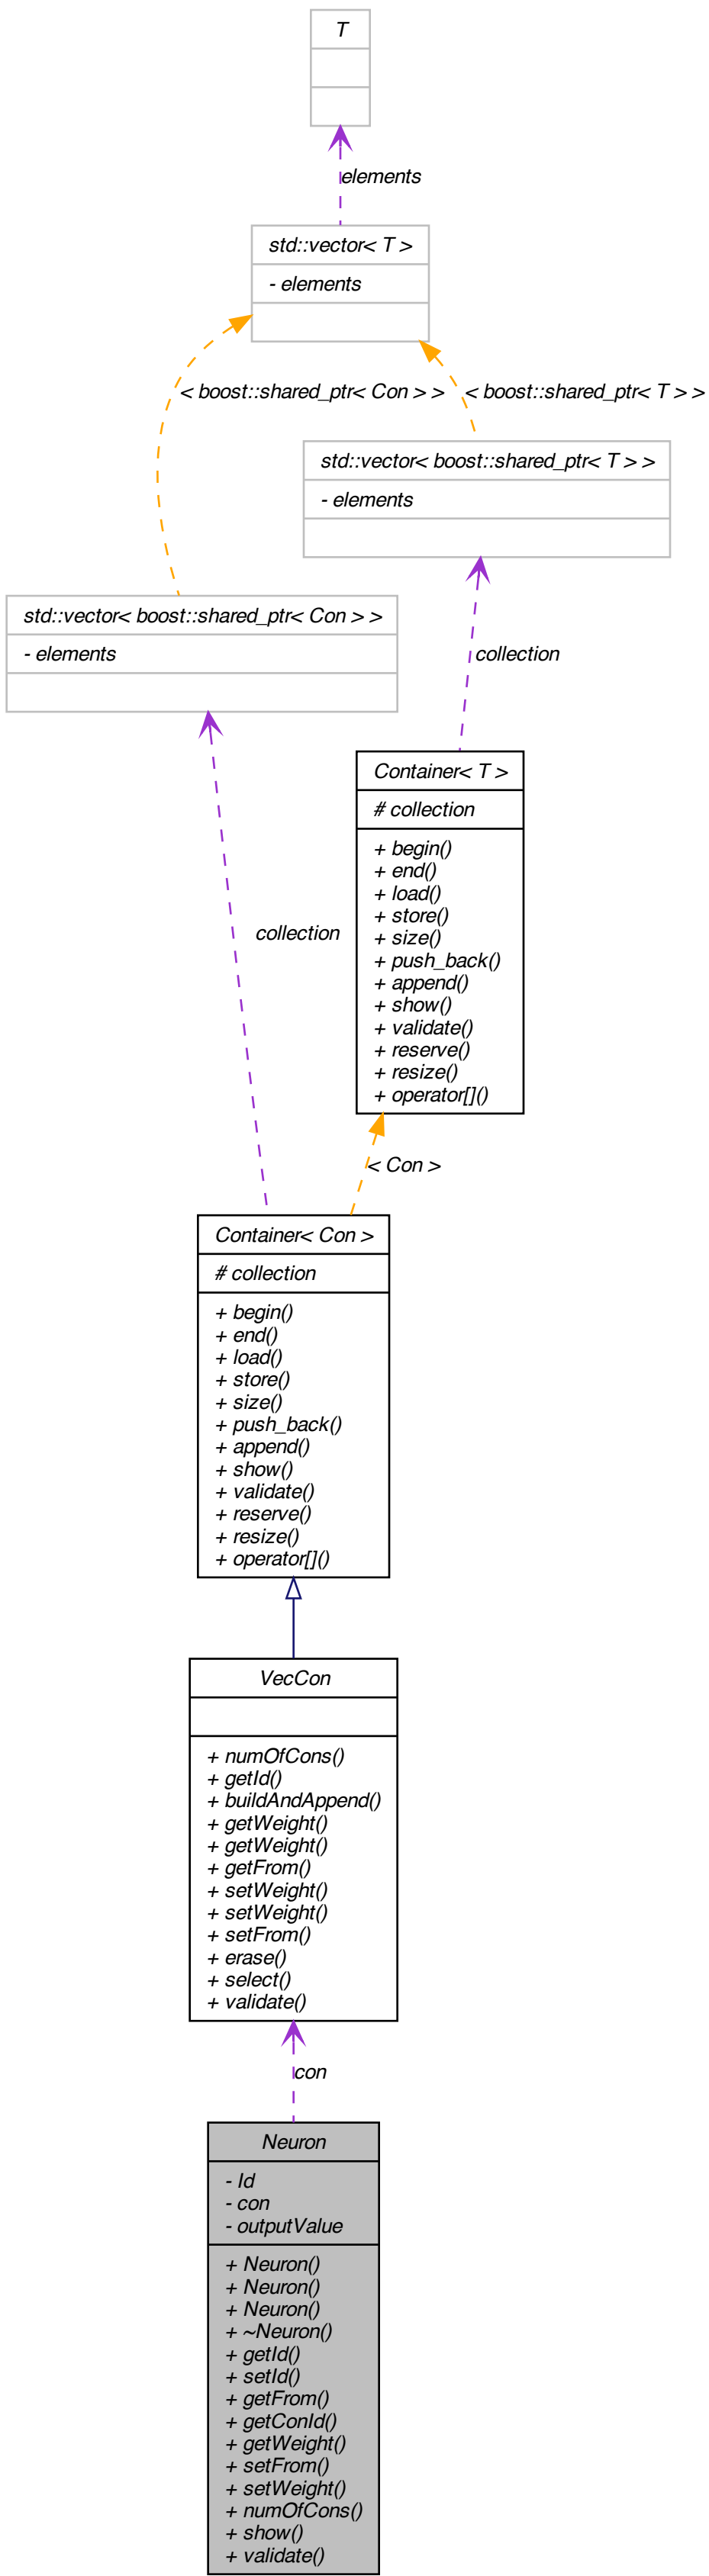 T
elements
std::vector< T >
- elements
< boost::shared_ptr< Con > >
< boost::shared_ptr< T > >
std::vector< boost::shared_ptr< T > >
- elements
std::vector< boost::shared_ptr< Con > >
- elements
collection
Container< T >
# collection
+ begin()
+ end()
+ load()
+ store()
+ size()
+ push_back()
+ append()
+ show()
+ validate()
+ reserve()
+ resize()
+ operator[]()
collection
< Con >
Container< Con >
# collection
+ begin()
+ end()
+ load()
+ store()
+ size()
+ push_back()
+ append()
+ show()
+ validate()
+ reserve()
+ resize()
+ operator[]()
VecCon
+ numOfCons()
+ getId()
+ buildAndAppend()
+ getWeight()
+ getWeight()
+ getFrom()
+ setWeight()
+ setWeight()
+ setFrom()
+ erase()
+ select()
+ validate()
con
Neuron
- Id
- con
- outputValue
+ Neuron()
+ Neuron()
+ Neuron()
+ ~Neuron()
+ getId()
+ setId()
+ getFrom()
+ getConId()
+ getWeight()
+ setFrom()
+ setWeight()
+ numOfCons()
+ show()
+ validate()